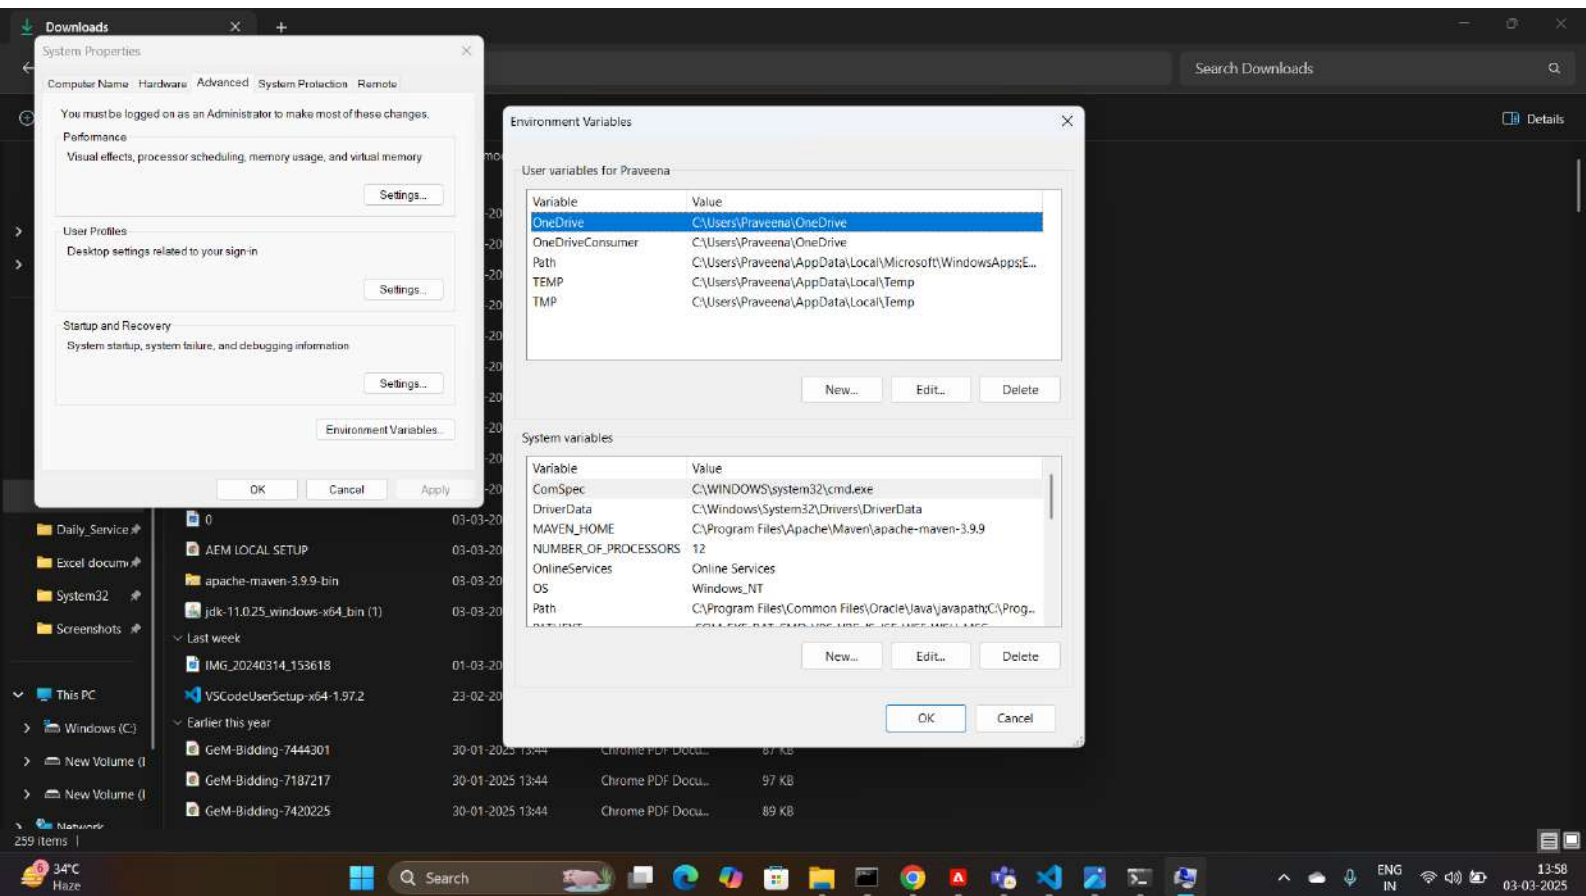 Downloads
System Properties
Computer Name Hardware Advanced System Protection Remote
You must be logged on as an Administrator to make most of these changes.
Performance
Visual effects, processor scheduling, memory usage, and virtual memory
Settings...
User Profiles
Desktop settings related to your sign-in
Settings...
Startup and Recovery
System startup, system failure, and debugging information
Settings...
Environment Variables...
OK Cancel Apply
Search Downloads
Details
Environment Variables
User variables for Praveena
Variable Value
OneDrive C:\Users\Praveena\OneDrive
OneDriveConsumer C:\Users\Praveena\OneDrive
Path C:\Users\Praveena\AppData\Local\Microsoft\WindowsApps;E...
TEMP C:\Users\Praveena\AppData\Local\Temp
TMP C:\Users\Praveena\AppData\Local\Temp
New... Edit... Delete
System variables
Variable Value
ComSpec C:\WINDOWS\system32\cmd.exe
DriverData C:\Windows\System32\Drivers\DriverData
MAVEN_HOME C:\Program Files\Apache\Maven\apache-maven-3.9.9
NUMBER_OF_PROCESSORS 12
OnlineServices Online Services
OS Windows_NT
Path C:\Program Files\Common Files\Oracle\Java\javapath;C:\Prog...
New... Edit... Delete
OK Cancel
Daily_Service
Excel docum
System32
Screenshots
This PC
Windows (C:)
New Volume (
New Volume (
Network
0 03-03-20
AEM LOCAL SETUP 03-03-20
apache-maven-3.9.9-bin 03-03-20
jdk-11.0.25_windows-x64_bin (1) 03-03-20
Last week
IMG_20240314_153618 01-03-20
VSCodeUserSetup-x64-1.97.2 23-02-20
Earlier this year
GeM-Bidding-7444301 30-01-2025 13:44 Chrome PDF Docu... 87 KB
GeM-Bidding-7187217 30-01-2025 13:44 Chrome PDF Docu... 97 KB
GeM-Bidding-7420225 30-01-2025 13:44 Chrome PDF Docu... 89 KB
259 items
34°C
Haze
Search
ENG
IN
13:58
03-03-2025